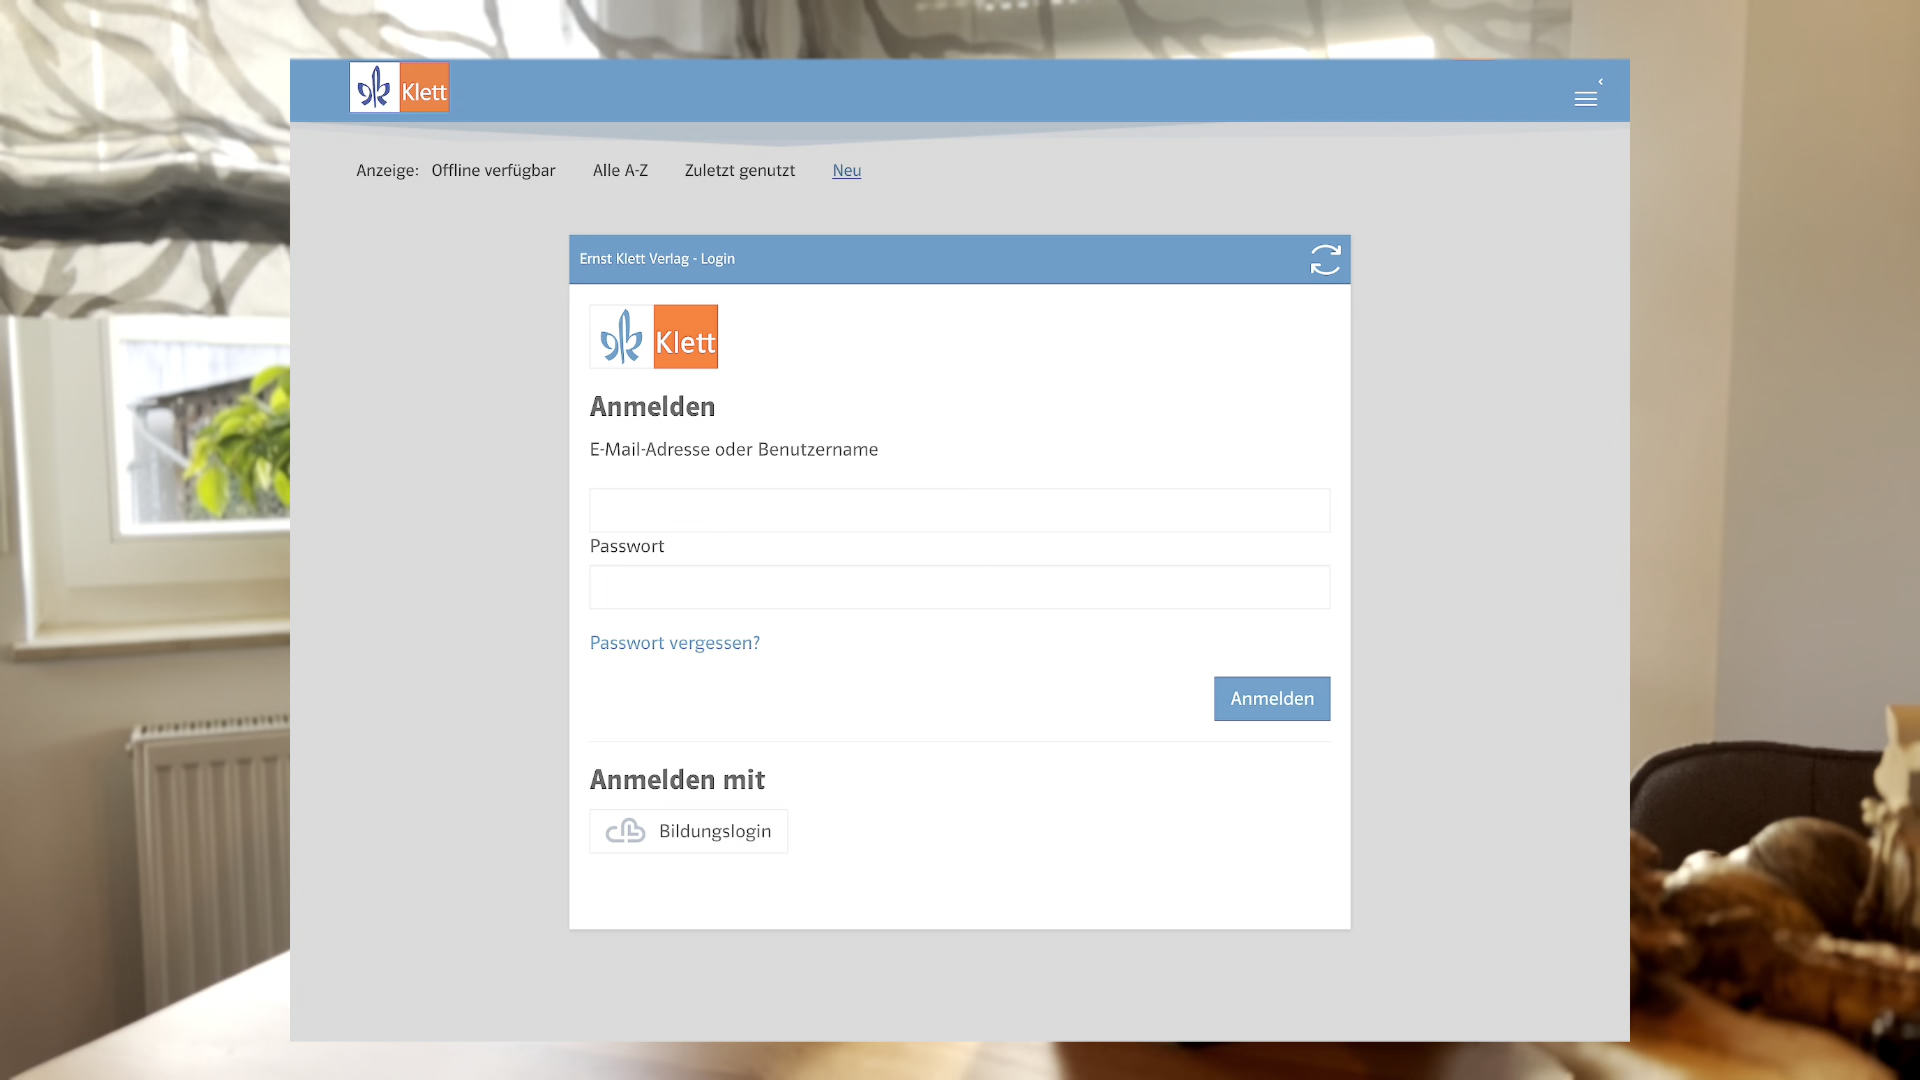 Klett
Anzeige: Offline verfügbar Alle A-Z Zuletzt genutzt Neu
Ernst Klett Verlag - Login
Klett
Anmelden
E-Mail-Adresse oder Benutzername
Passwort
Passwort vergessen?
Anmelden
Anmelden mit
Bildungslogin